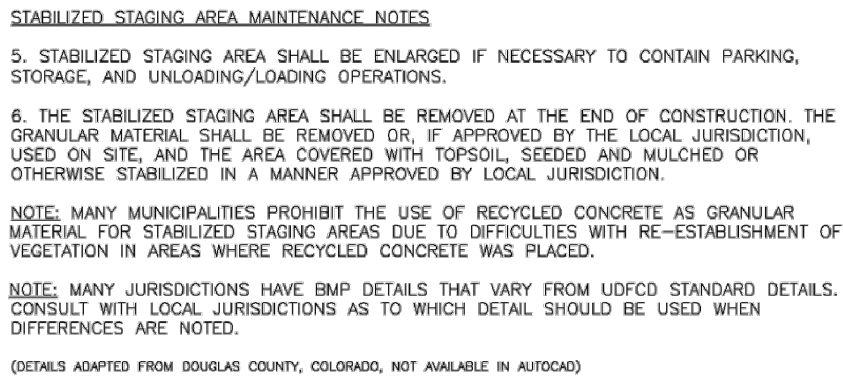 STABILIZED STAGING AREA MAINTENANCE NOTES
5. STABILIZED STAGING AREA SHALL BE ENLARGED IF NECESSARY TO CONTAIN PARKING,
STORAGE, AND UNLOADING/LOADING OPERATIONS.
6. THE STABILIZED STAGING AREA SHALL BE REMOVED AT THE END OF CONSTRUCTION. THE
GRANULAR MATERIAL SHALL BE REMOVED OR, IF APPROVED BY THE LOCAL JURISDICTION,
USED ON SITE, AND THE AREA COVERED WITH TOPSOIL, SEEDED AND MULCHED OR
OTHERWISE STABILIZED IN A MANNER APPROVED BY LOCAL JURISDICTION.
NOTE: MANY MUNICIPALITIES PROHIBIT THE USE OF RECYCLED CONCRETE AS GRANULAR
MATERIAL FOR STABILIZED STAGING AREAS DUE TO DIFFICULTIES WITH RE-ESTABLISHMENT OF
VEGETATION IN AREAS WHERE RECYCLED CONCRETE WAS PLACED.
NOTE: MANY JURISDICTIONS HAVE BMP DETAILS THAT VARY FROM UDFCD STANDARD DETAILS.
CONSULT WITH LOCAL JURISDICTIONS AS TO WHICH DETAIL SHOULD BE USED WHEN
DIFFERENCES ARE NOTED.
(DETAILS ADAPTED FROM DOUGLAS COUNTY, COLORADO, NOT AVAILABLE IN AUTOCAD)